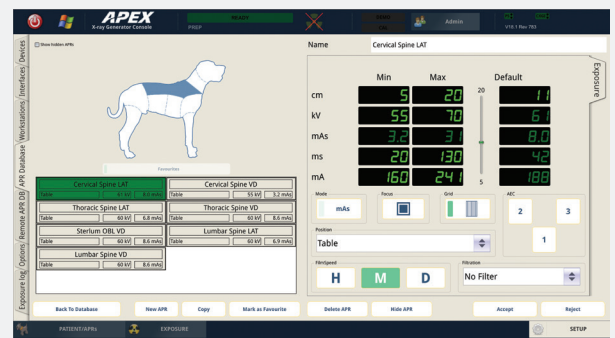 APEX
X-ray Generator Console
READY
PREP
Admin
V10.1 Rev 783
Show hidden APRs
Name
Cervical Spine LAT
Devices
Interfaces
Workstations
APR Database
Remote APR DB
Options
Exposure log
Exposure
Min Max Default
cm 5 20 20 11
kV 55 70 61
mAs 3.2 31 8.0
ms 20 130 42
mA 160 241 5 188
Favourites
Cervical Spine LAT
Table 61 kV 8.0 mAs
Cervical Spine VD
Table 55 kV 3.2 mAs
Thoracic Spine LAT
Table 60 kV 6.8 mAs
Thoracic Spine VD
Table 60 kV 8.6 mAs
Sterlum OBL VD
Table 60 kV 8.6 mAs
Lumbar Spine LAT
Table 60 kV 6.9 mAs
Lumbar Spine VD
Table 60 kV 8.6 mAs
Mode
mAs
Focus
Grid
AEC
2 3
1
Position
Table
FilmSpeed
H M D
Filtration
No Filter
Back To Database
New APR
Copy
Mark as Favourite
Delete APR
Hide APR
Accept
Reject
PATIENT/APRs
EXPOSURE
SETUP